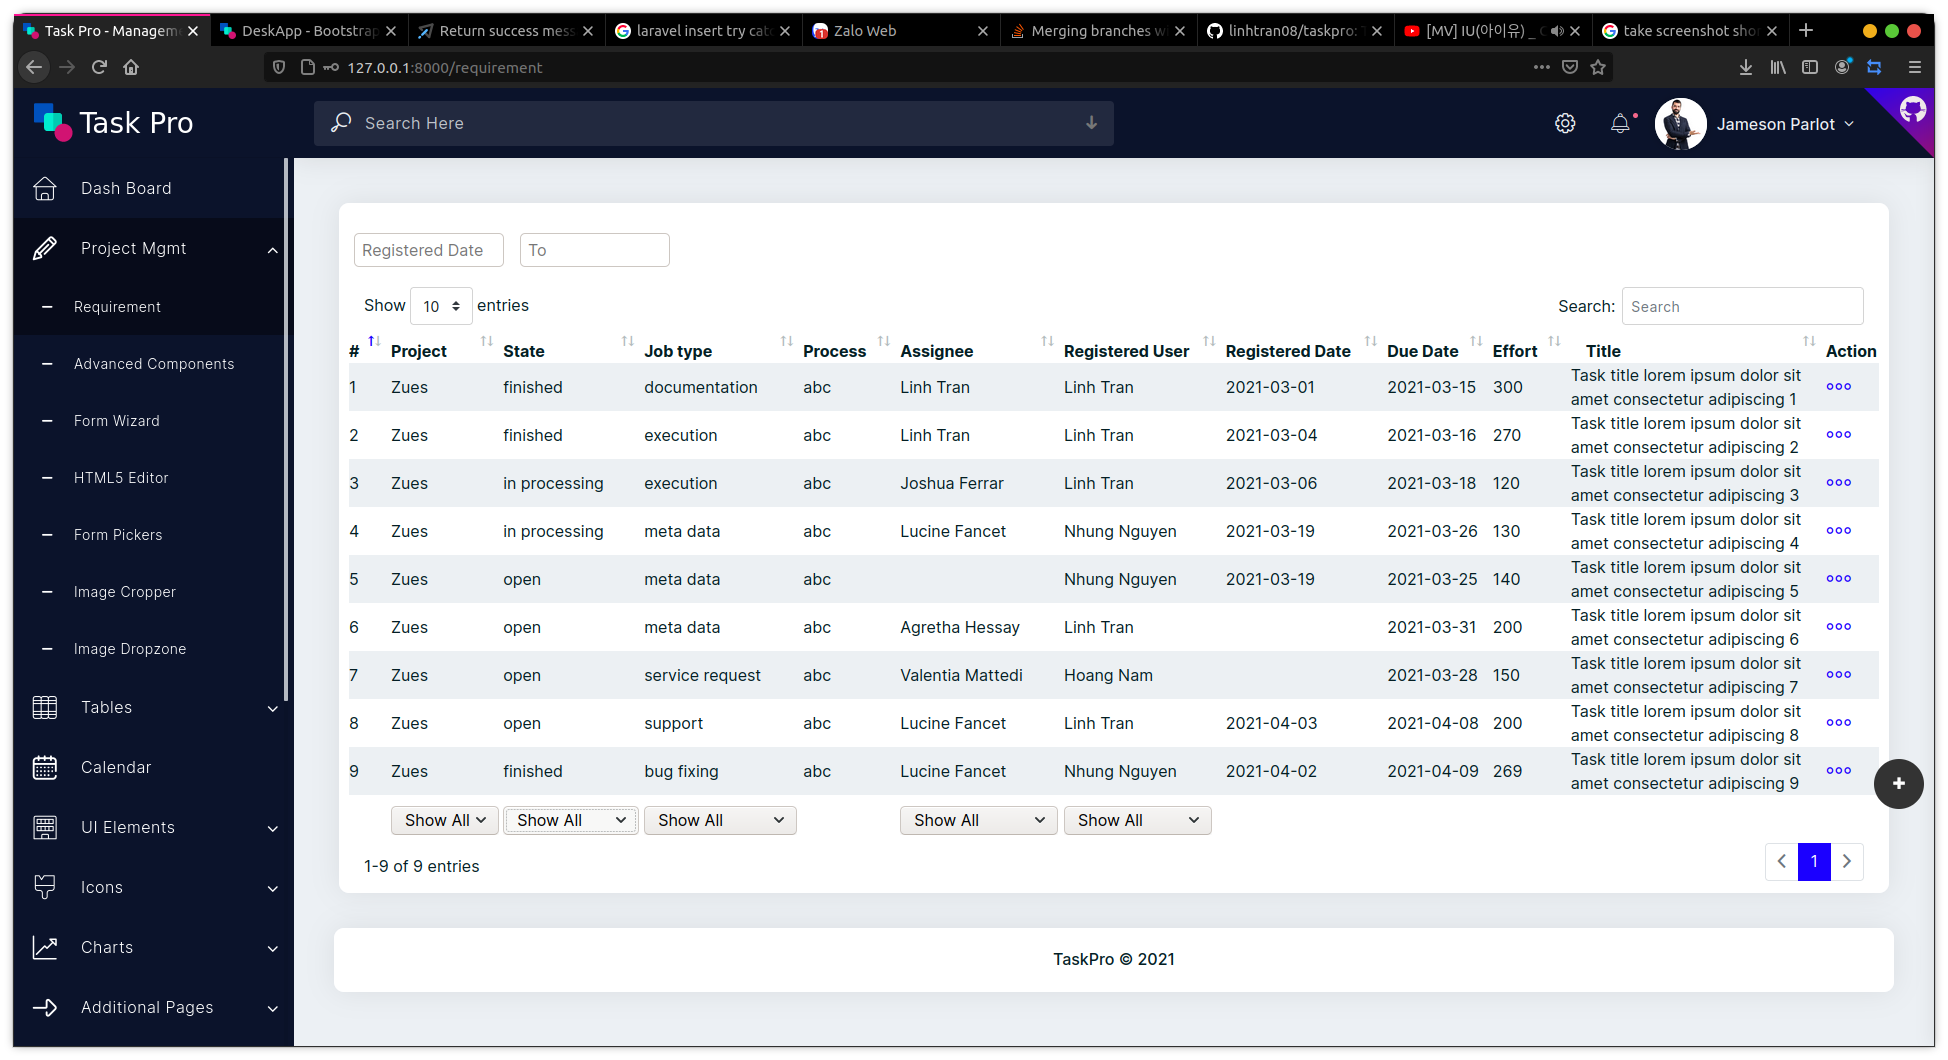 Task Pro - Managem
DeskApp - Bootstrap
Return success mess
laravel insert try cat
Zalo Web
Merging branches w
linhtran08/taskpro:
[MV] IU(아이유) _
take screenshot sho
127.0.0.1:8000/requirement
Task Pro
Search Here
Jameson Parlot
Dash Board
Project Mgmt
Requirement
Advanced Components
Form Wizard
HTML5 Editor
Form Pickers
Image Cropper
Image Dropzone
Tables
Calendar
UI Elements
Icons
Charts
Additional Pages
Registered Date To
Show 10 entries
Search: Search
# Project State Job type Process Assignee Registered User Registered Date Due Date Effort Title Action
1 Zues finished documentation abc Linh Tran Linh Tran 2021-03-01 2021-03-15 300 Task title lorem ipsum dolor sit
amet consectetur adipiscing 1
2 Zues finished execution abc Linh Tran Linh Tran 2021-03-04 2021-03-16 270 Task title lorem ipsum dolor sit
amet consectetur adipiscing 2
3 Zues in processing execution abc Joshua Ferrar Linh Tran 2021-03-06 2021-03-18 120 Task title lorem ipsum dolor sit
amet consectetur adipiscing 3
4 Zues in processing meta data abc Lucine Fancet Nhung Nguyen 2021-03-19 2021-03-26 130 Task title lorem ipsum dolor sit
amet consectetur adipiscing 4
5 Zues open meta data abc Nhung Nguyen 2021-03-19 2021-03-25 140 Task title lorem ipsum dolor sit
amet consectetur adipiscing 5
6 Zues open meta data abc Agretha Hessay Linh Tran 2021-03-31 200 Task title lorem ipsum dolor sit
amet consectetur adipiscing 6
7 Zues open service request abc Valentia Mattedi Hoang Nam 2021-03-28 150 Task title lorem ipsum dolor sit
amet consectetur adipiscing 7
8 Zues open support abc Lucine Fancet Linh Tran 2021-04-03 2021-04-08 200 Task title lorem ipsum dolor sit
amet consectetur adipiscing 8
9 Zues finished bug fixing abc Lucine Fancet Nhung Nguyen 2021-04-02 2021-04-09 269 Task title lorem ipsum dolor sit
amet consectetur adipiscing 9
Show All Show All Show All Show All Show All
1-9 of 9 entries
1
TaskPro © 2021